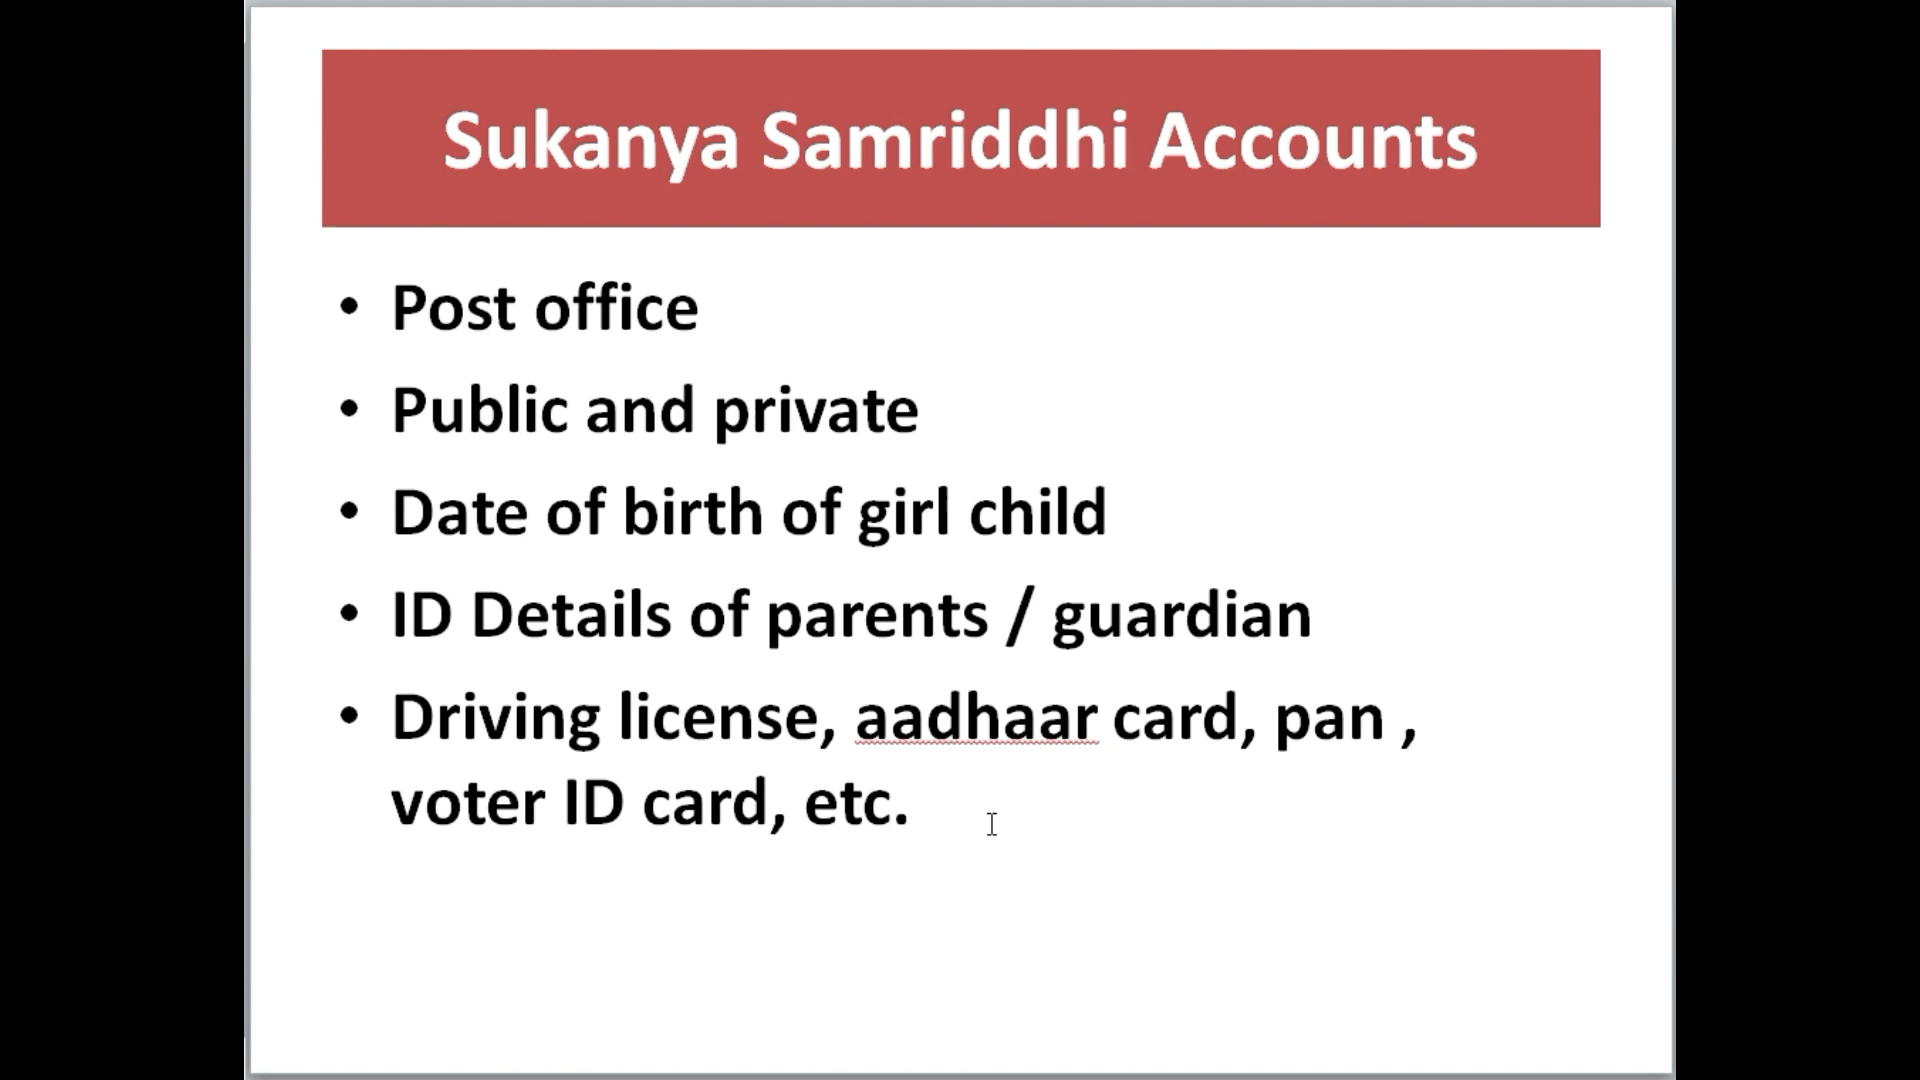 Sukanya Samriddhi Accounts
• Post office
• Public and private
• Date of birth of girl child
• ID Details of parents / guardian
• Driving license, aadhaar card, pan ,
voter ID card, etc.